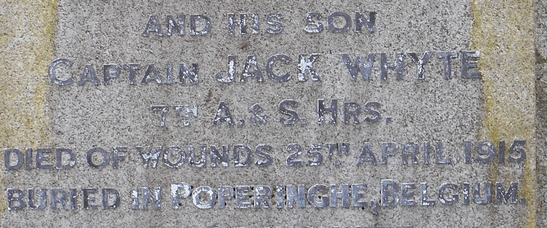 AND HIS SON
CAPTAIN JACK WHYTE
7TH A. & S. HRS.
DIED OF WOUNDS 25TH APRIL 1915
BURIED IN POPERINGHE, BELGIUM.